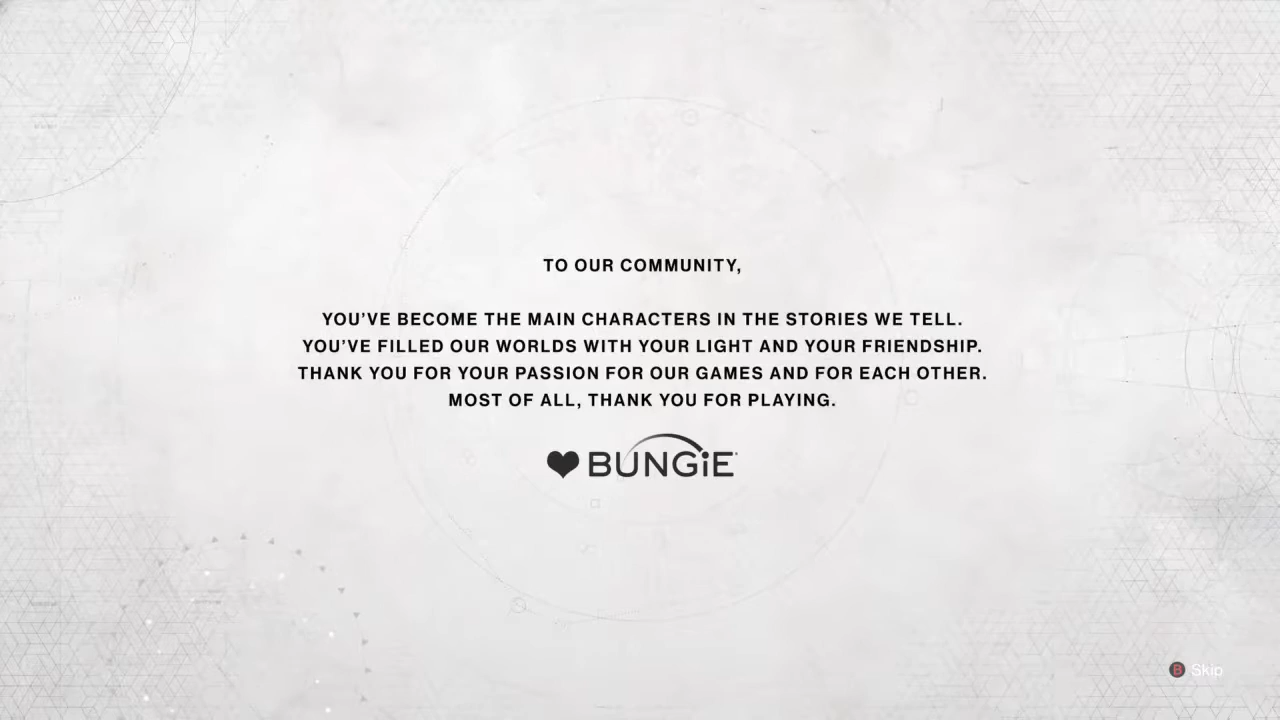 TO OUR COMMUNITY,
YOU'VE BECOME THE MAIN CHARACTERS IN THE STORIES WE TELL.
YOU'VE FILLED OUR WORLDS WITH YOUR LIGHT AND YOUR FRIENDSHIP.
THANK YOU FOR YOUR PASSION FOR OUR GAMES AND FOR EACH OTHER.
MOST OF ALL, THANK YOU FOR PLAYING.
BUNGiE
B Skip